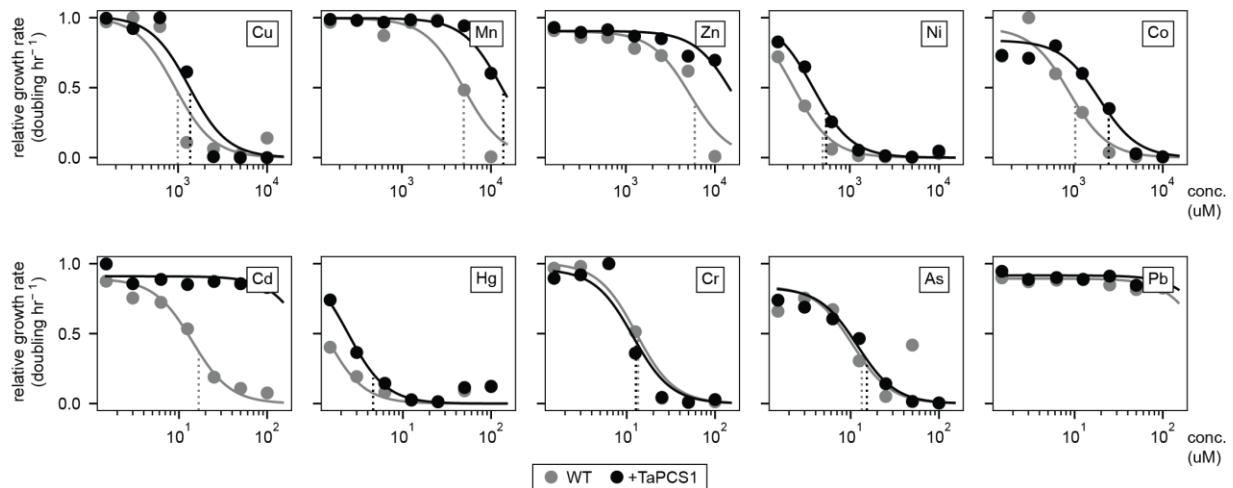 relative growth rate
(doubling hr⁻¹)
1.0
0.5
0.0
Cu
Mn
Zn
Ni
Co
10³ 10⁴
10³ 10⁴
10³ 10⁴
10³ 10⁴
10³ 10⁴
conc.
(uM)
relative growth rate
(doubling hr⁻¹)
1.0
0.5
0.0
Cd
Hg
Cr
As
Pb
10¹ 10²
10¹ 10²
10¹ 10²
10¹ 10²
10¹ 10²
conc.
(uM)
WT +TaPCS1